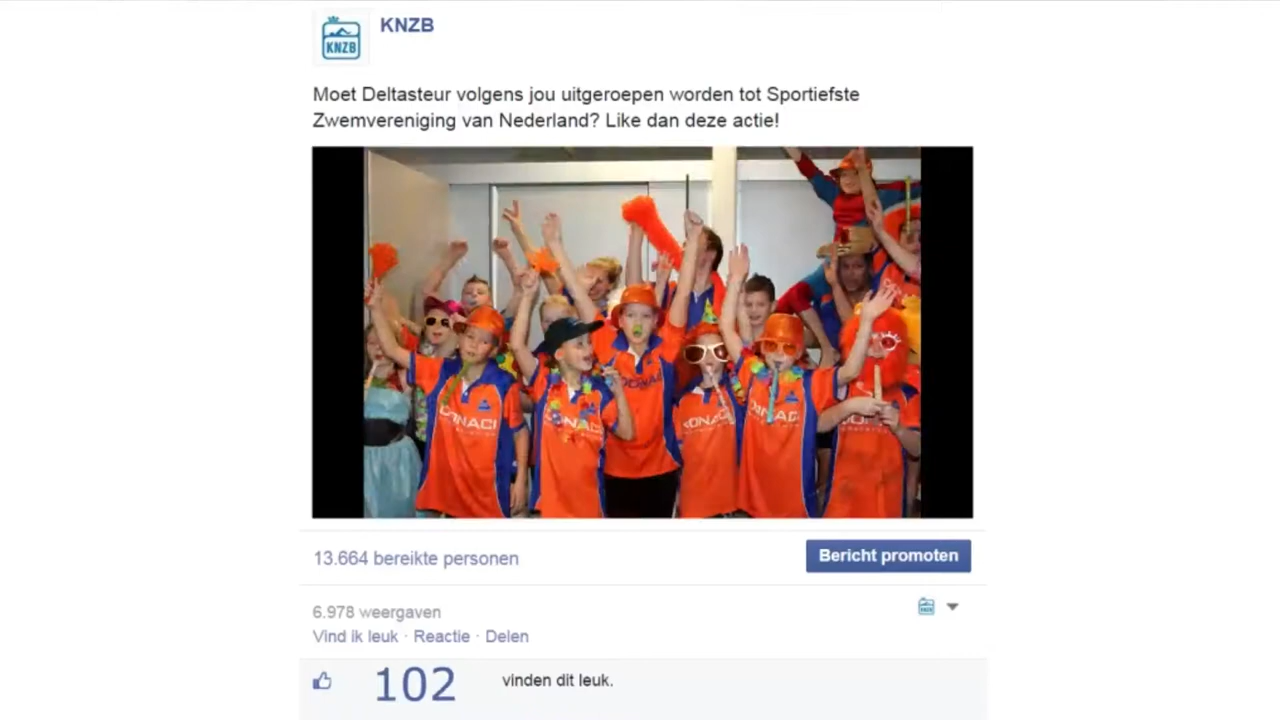 KNZB
KNZB
Moet Deltasteur volgens jou uitgeroepen worden tot Sportiefste
Zwemvereniging van Nederland? Like dan deze actie!
13.664 bereikte personen
Bericht promoten
6.978 weergaven
Vind ik leuk · Reactie · Delen
102 vinden dit leuk.